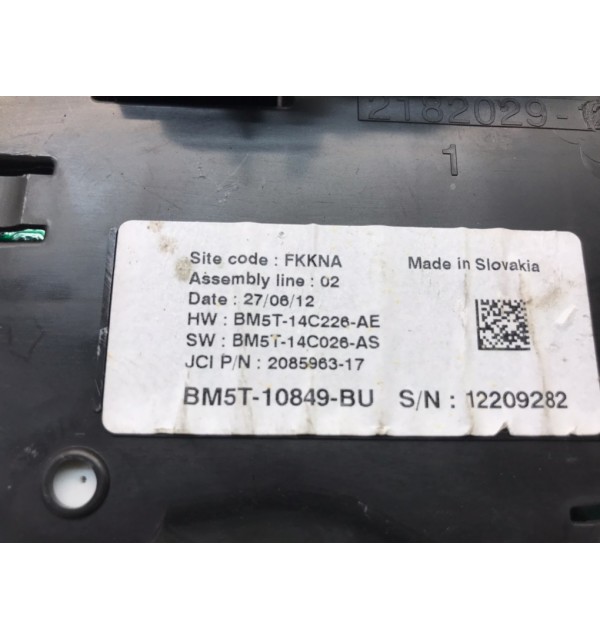 2182029-
1
Site code : FKKNA
Made in Slovakia
Assembly line : 02
Date : 27/06/12
HW : BM5T-14C226-AE
SW : BM5T-14C026-AS
JCI P/N : 2085963-17
BM5T-10849-BU S/N : 12209282